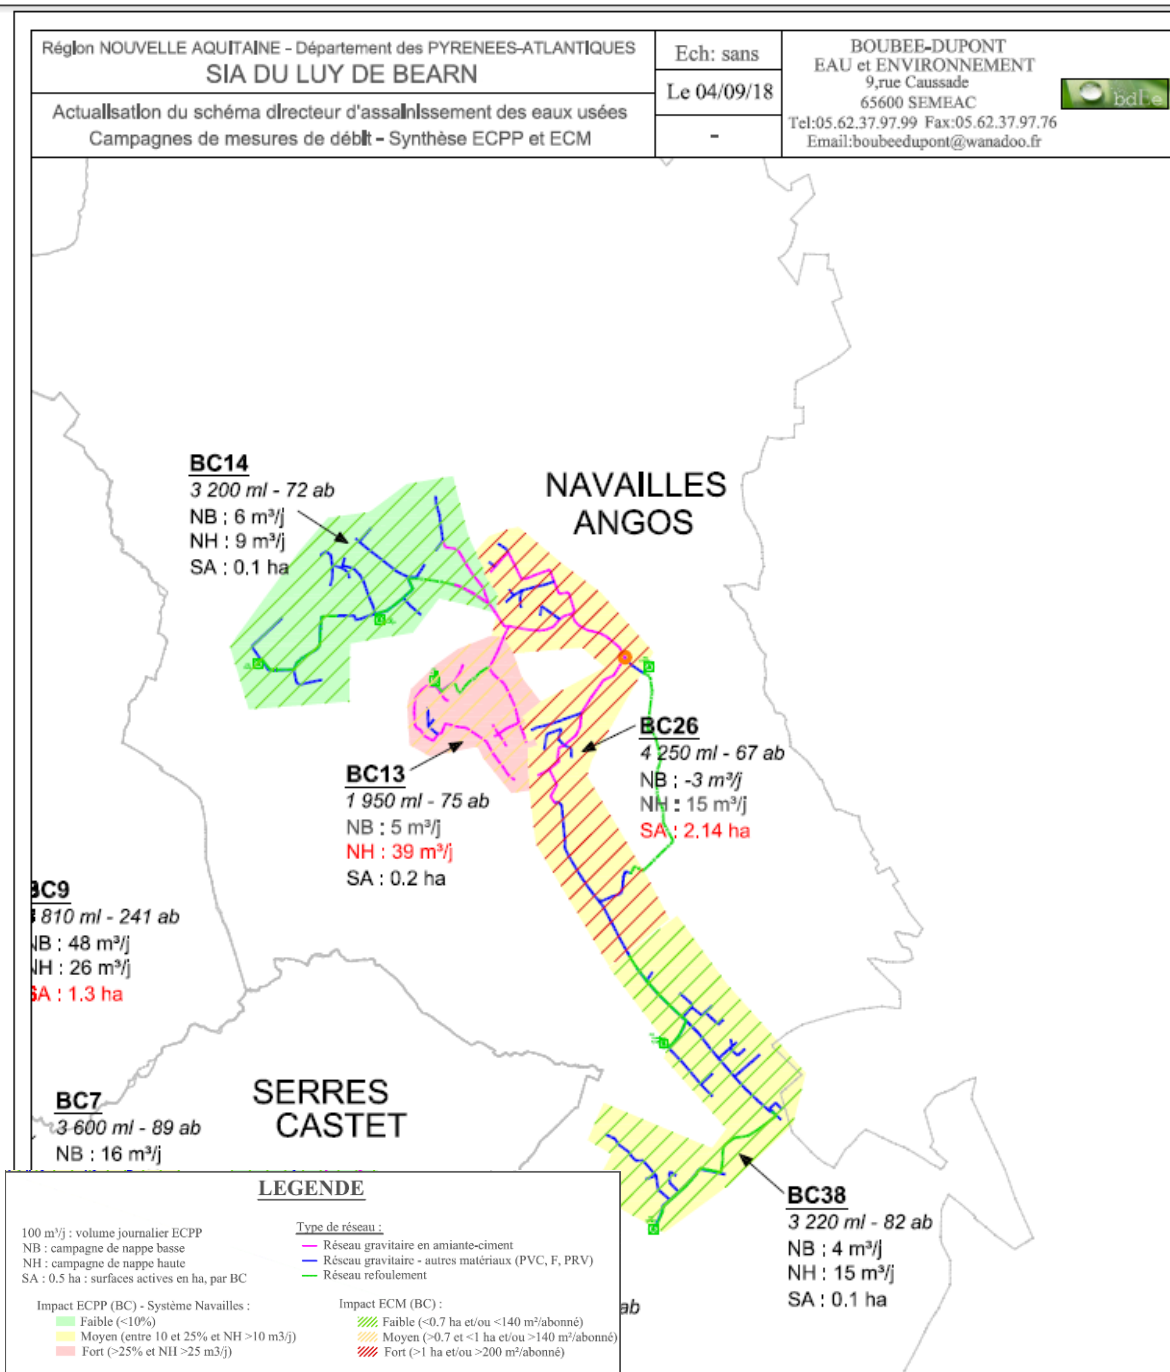 Région NOUVELLE AQUITAINE - Département des PYRENEES-ATLANTIQUES
SIA DU LUY DE BEARN
Actualisation du schéma directeur d'assainissement des eaux usées
Campagnes de mesures de débit - Synthèse ECPP et ECM
Ech: sans
Le 04/09/18
-
BOUBEE-DUPONT
EAU et ENVIRONNEMENT
9,rue Caussade
65600 SEMEAC
Tel:05.62.37.97.99 Fax:05.62.37.97.76
Email:boubeedupont@wanadoo.fr
bdLe
BC14
3 200 ml - 72 ab
NB : 6 m³/j
NH : 9 m³/j
SA : 0.1 ha
NAVAILLES
ANGOS
BC26
4 250 ml - 67 ab
NB : -3 m³/j
NH : 15 m³/j
SA : 2.14 ha
BC13
1 950 ml - 75 ab
NB : 5 m³/j
NH : 39 m³/j
SA : 0.2 ha
BC9
810 ml - 241 ab
NB : 48 m³/j
NH : 26 m³/j
SA : 1.3 ha
SERRES
CASTET
BC7
3 600 ml - 89 ab
NB : 16 m³/j
BC38
3 220 ml - 82 ab
NB : 4 m³/j
NH : 15 m³/j
SA : 0.1 ha
ab
LEGENDE
100 m³/j : volume journalier ECPP
NB : campagne de nappe basse
NH : campagne de nappe haute
SA : 0.5 ha : surfaces actives en ha, par BC
Type de réseau :
Réseau gravitaire en amiante-ciment
Réseau gravitaire - autres matériaux (PVC, F, PRV)
Réseau refoulement
Impact ECPP (BC) - Système Navailles :
Faible (<10%)
Moyen (entre 10 et 25% et NH >10 m3/j)
Fort (>25% et NH >25 m3/j)
Impact ECM (BC) :
Faible (<0.7 ha et/ou <140 m²/abonné)
Moyen (>0.7 et <1 ha et/ou >140 m²/abonné)
Fort (>1 ha et/ou >200 m²/abonné)